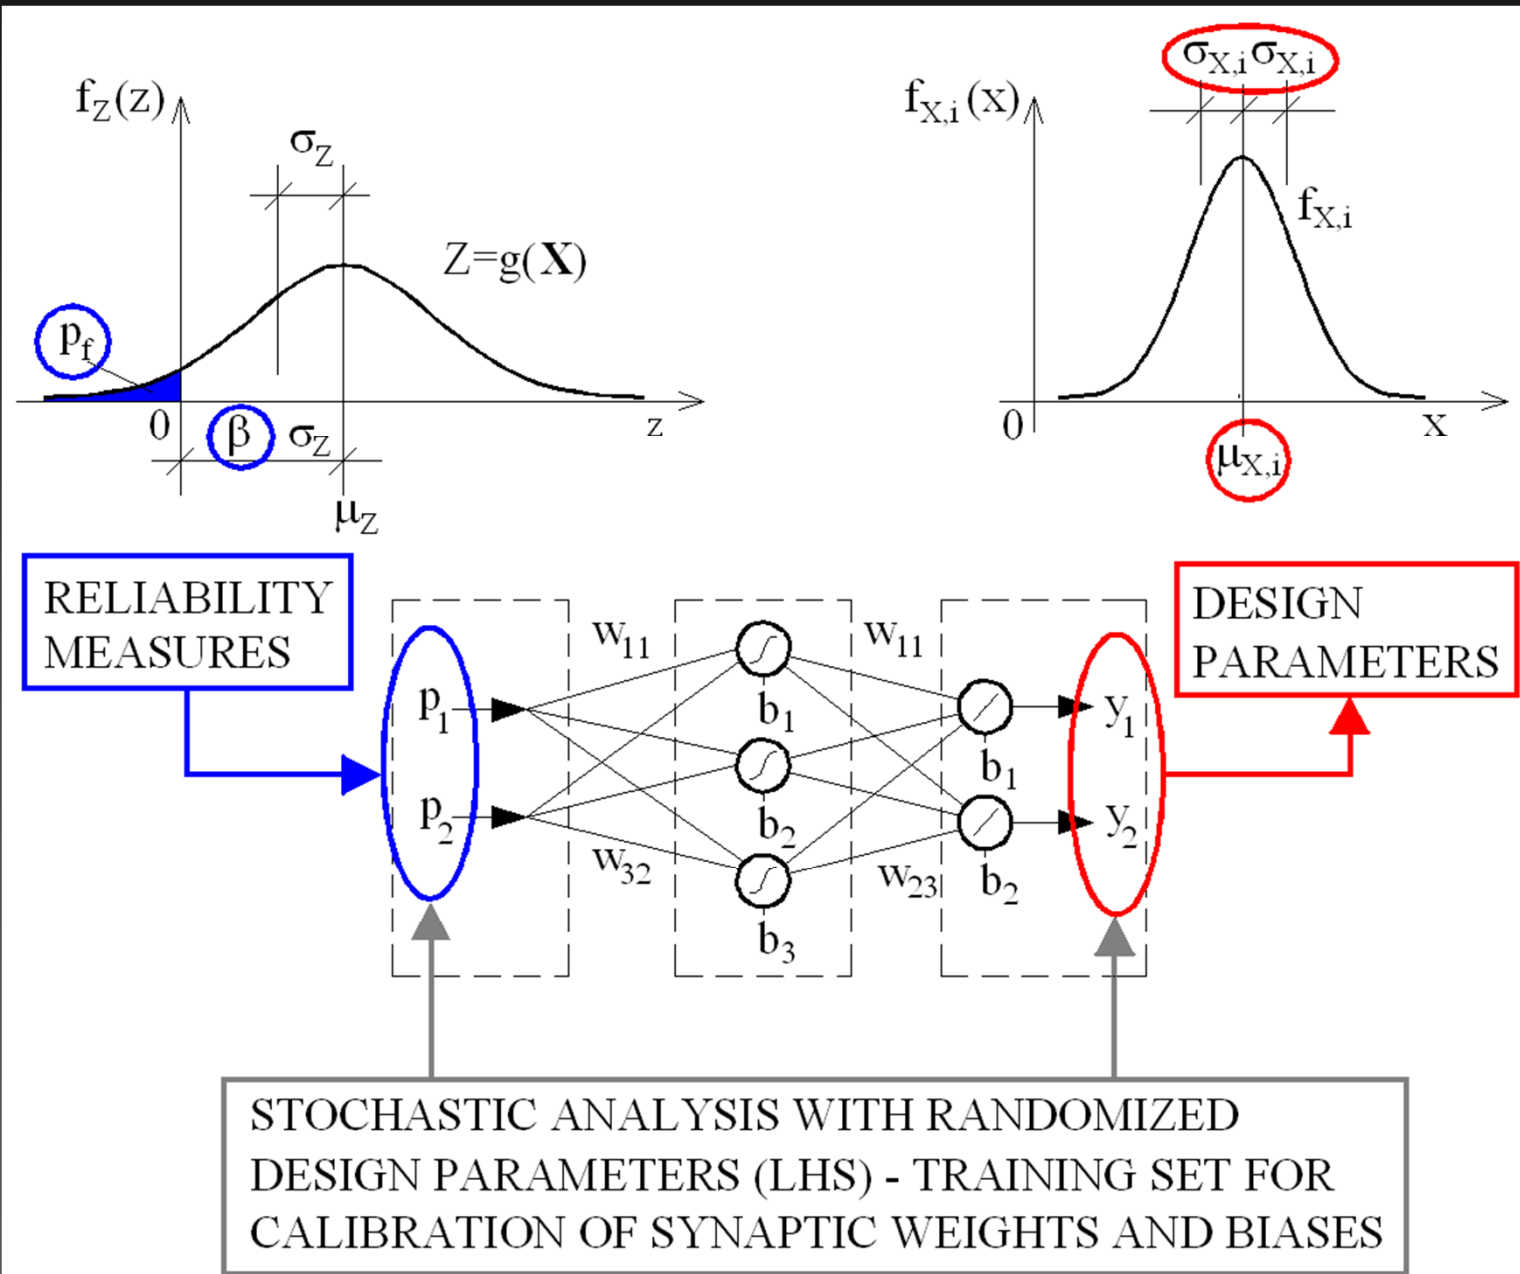 f_Z(z)
σ_Z
Z=g(X)
p_f
0
β σ_Z
z
μ_Z
f_X,i(x)
σ_X,i σ_X,i
f_X,i
0
μ_X,i
x
RELIABILITY
MEASURES
DESIGN
PARAMETERS
w_11
w_11
p_1
b_1
y_1
b_1
p_2
b_2
y_2
w_32
w_23
b_2
b_3
STOCHASTIC ANALYSIS WITH RANDOMIZED
DESIGN PARAMETERS (LHS) - TRAINING SET FOR
CALIBRATION OF SYNAPTIC WEIGHTS AND BIASES